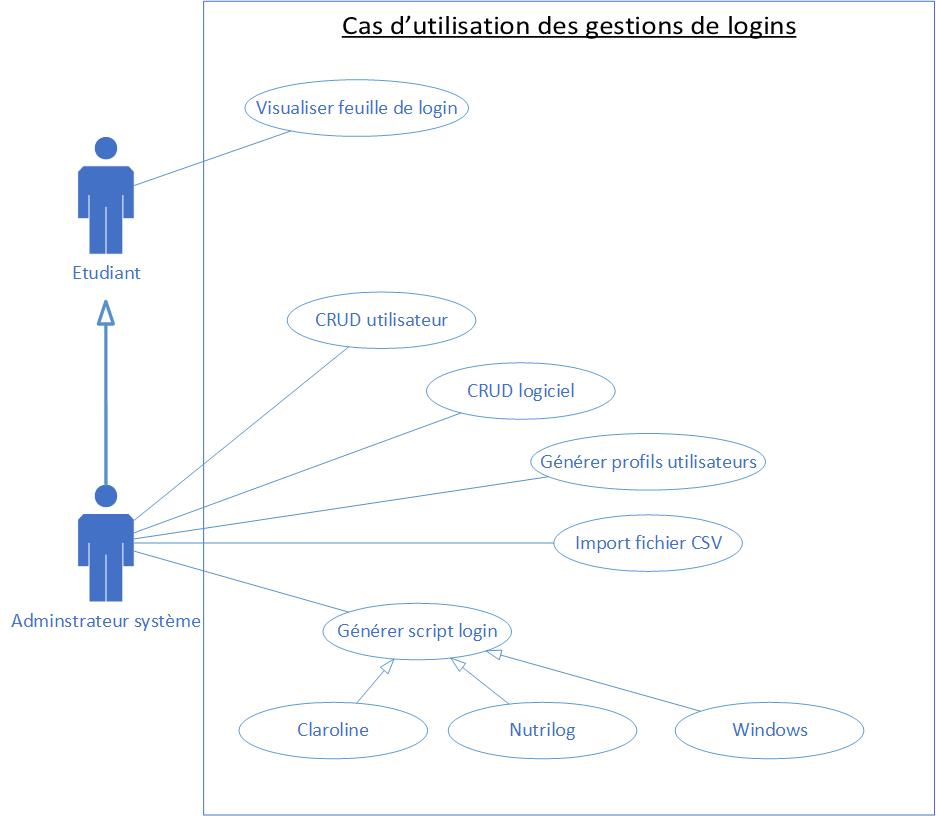 Cas d’utilisation des gestions de logins
Visualiser feuille de login
Etudiant
CRUD utilisateur
CRUD logiciel
Générer profils utilisateurs
Import fichier CSV
Adminstrateur système
Générer script login
Claroline
Nutrilog
Windows